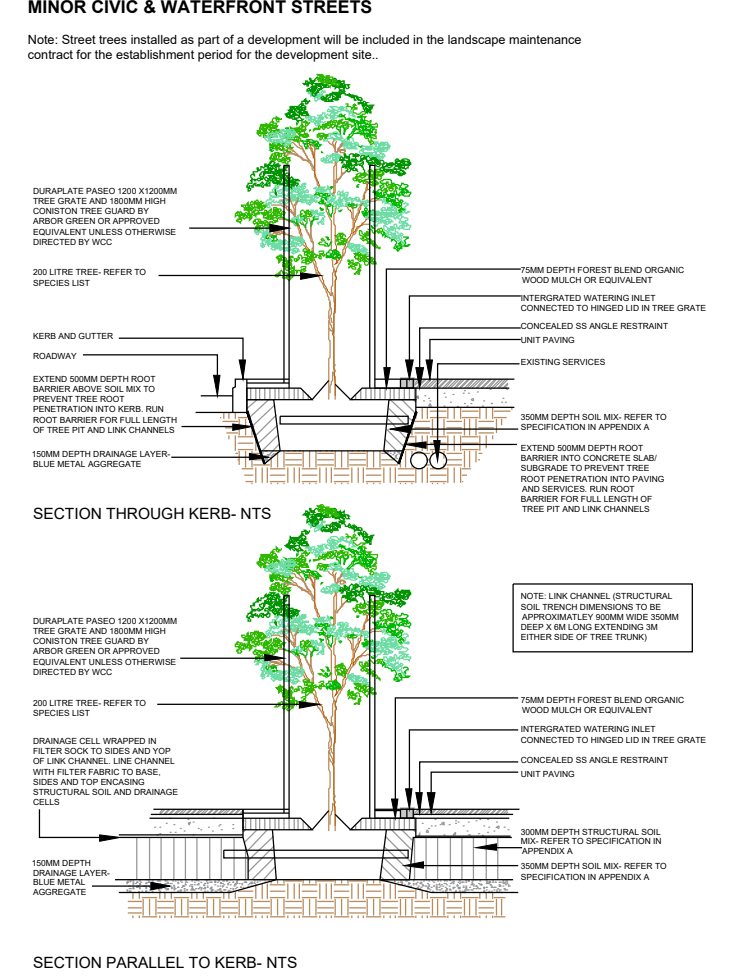 MINOR CIVIC & WATERFRONT STREETS
Note: Street trees installed as part of a development will be included in the landscape maintenance
contract for the establishment period for the development site..
DURAPLATE PASEO 1200 X1200MM
TREE GRATE AND 1800MM HIGH
CONISTON TREE GUARD BY
ARBOR GREEN OR APPROVED
EQUIVALENT UNLESS OTHERWISE
DIRECTED BY WCC
200 LITRE TREE- REFER TO
SPECIES LIST
KERB AND GUTTER
ROADWAY
EXTEND 500MM DEPTH ROOT
BARRIER ABOVE SOIL MIX TO
PREVENT TREE ROOT
PENETRATION INTO KERB. RUN
ROOT BARRIER FOR FULL LENGTH
OF TREE PIT AND LINK CHANNELS
150MM DEPTH DRAINAGE LAYER-
BLUE METAL AGGREGATE
75MM DEPTH FOREST BLEND ORGANIC
WOOD MULCH OR EQUIVALENT
INTERGRATED WATERING INLET
CONNECTED TO HINGED LID IN TREE GRATE
CONCEALED SS ANGLE RESTRAINT
UNIT PAVING
EXISTING SERVICES
350MM DEPTH SOIL MIX- REFER TO
SPECIFICATION IN APPENDIX A
EXTEND 500MM DEPTH ROOT
BARRIER INTO CONCRETE SLAB/
SUBGRADE TO PREVENT TREE
ROOT PENETRATION INTO PAVING
AND SERVICES. RUN ROOT
BARRIER FOR FULL LENGTH OF
TREE PIT AND LINK CHANNELS
SECTION THROUGH KERB- NTS
NOTE: LINK CHANNEL (STRUCTURAL
SOIL TRENCH DIMENSIONS TO BE
APPROXIMATLEY 900MM WIDE 350MM
DEEP X 6M LONG EXTENDING 3M
EITHER SIDE OF TREE TRUNK)
DURAPLATE PASEO 1200 X1200MM
TREE GRATE AND 1800MM HIGH
CONISTON TREE GUARD BY
ARBOR GREEN OR APPROVED
EQUIVALENT UNLESS OTHERWISE
DIRECTED BY WCC
200 LITRE TREE- REFER TO
SPECIES LIST
DRAINAGE CELL WRAPPED IN
FILTER SOCK TO SIDES AND YOP
OF LINK CHANNEL. LINE CHANNEL
WITH FILTER FABRIC TO BASE,
SIDES AND TOP ENCASING
STRUCTURAL SOIL AND DRAINAGE
CELLS
150MM DEPTH
DRAINAGE LAYER-
BLUE METAL
AGGREGATE
75MM DEPTH FOREST BLEND ORGANIC
WOOD MULCH OR EQUIVALENT
INTERGRATED WATERING INLET
CONNECTED TO HINGED LID IN TREE GRATE
CONCEALED SS ANGLE RESTRAINT
UNIT PAVING
300MM DEPTH STRUCTURAL SOIL
MIX- REFER TO SPECIFICATION IN
APPENDIX A
350MM DEPTH SOIL MIX- REFER TO
SPECIFICATION IN APPENDIX A
SECTION PARALLEL TO KERB- NTS